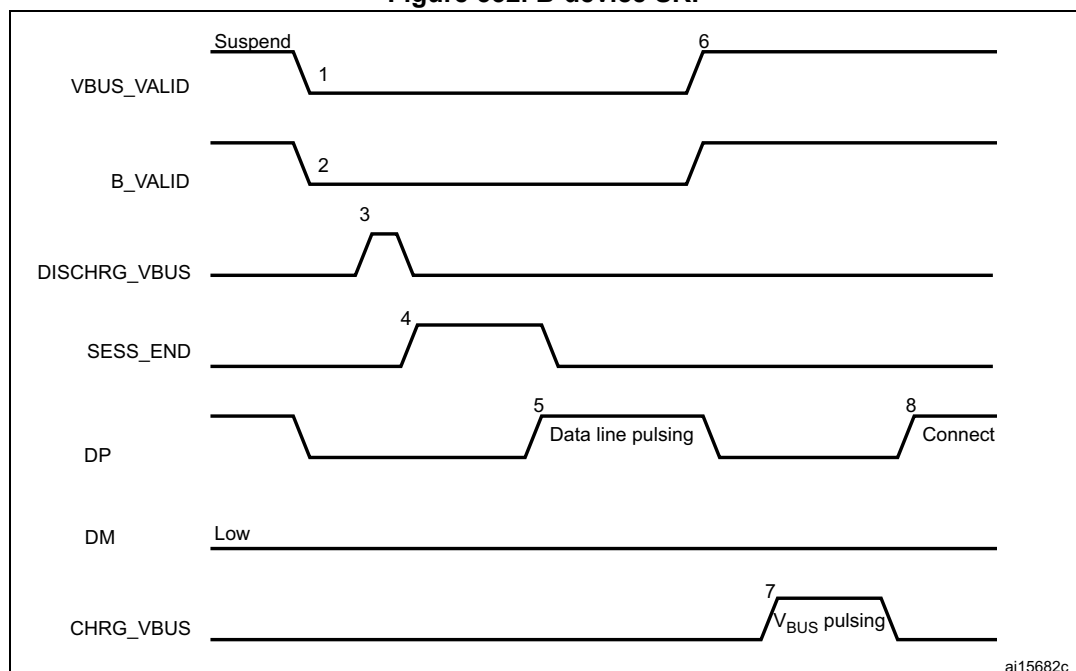 Figure 682. B-device SRP
Suspend
6
VBUS_VALID
1
B_VALID
2
3
DISCHRG_VBUS
4
SESS_END
5
8
Data line pulsing
Connect
DP
DM
Low
7
VBUS pulsing
CHRG_VBUS
ai15682c